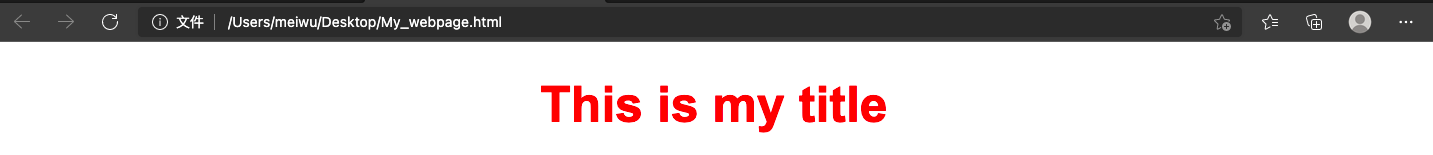 文件 /Users/meiwu/Desktop/My_webpage.html
This is my title